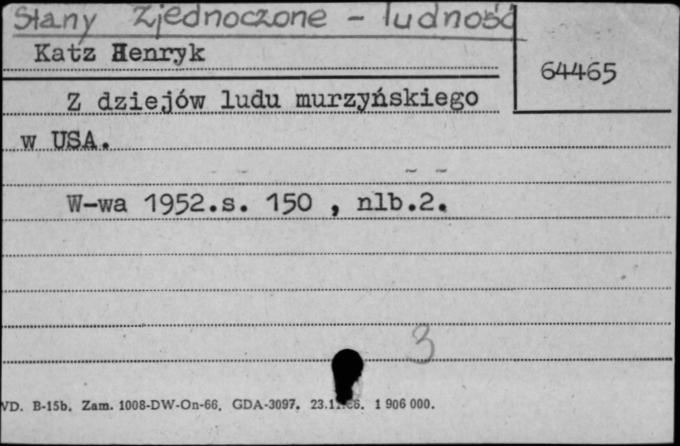 Stany Zjednoczone - ludność
Katz Henryk
64465
Z dziejów ludu murzyńskiego
w USA.
W-wa 1952.s. 150 , nlb.2.
3
VD. B-15b. Zam. 1008-DW-On-66. GDA-3097. 1 906 000.